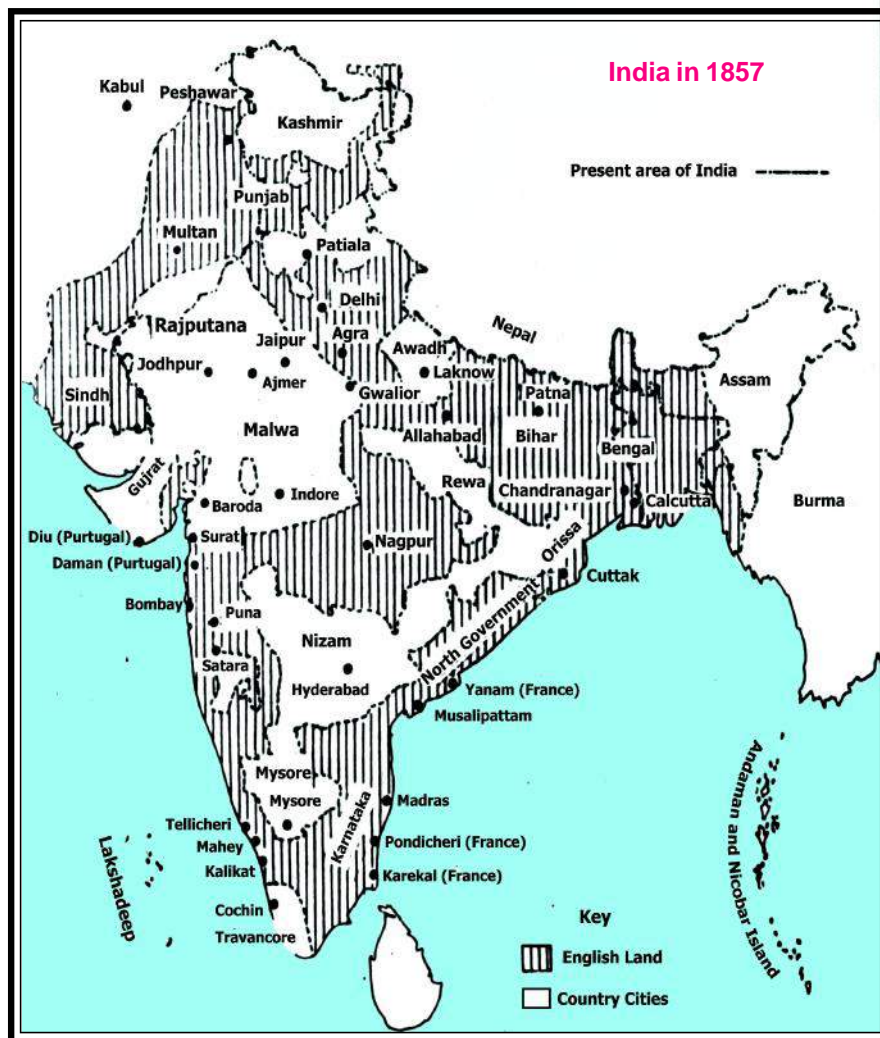 India in 1857
Kabul
Peshawar
Kashmir
Present area of India
Punjab
Multan
Patiala
Delhi
Rajputana
Jaipur
Agra
Nepal
Awadh
Jodhpur
Ajmer
Laknow
Assam
Sindh
Gwalior
Patna
Malwa
Allahabad
Bihar
Bengal
Gujrat
Rewa
Chandranagar
Baroda
Indore
Calcutta
Burma
Diu (Purtugal)
Surat
Nagpur
Orissa
Daman (Purtugal)
Cuttak
Bombay
Puna
Nizam
North Government
Satara
Hyderabad
Yanam (France)
Musalipattam
Mysore
Mysore
Madras
Andaman and Nicobar Island
Tellicheri
Karnataka
Mahey
Pondicheri (France)
Lakshadeep
Kalikat
Karekal (France)
Cochin
Travancore
Key
English Land
Country Cities